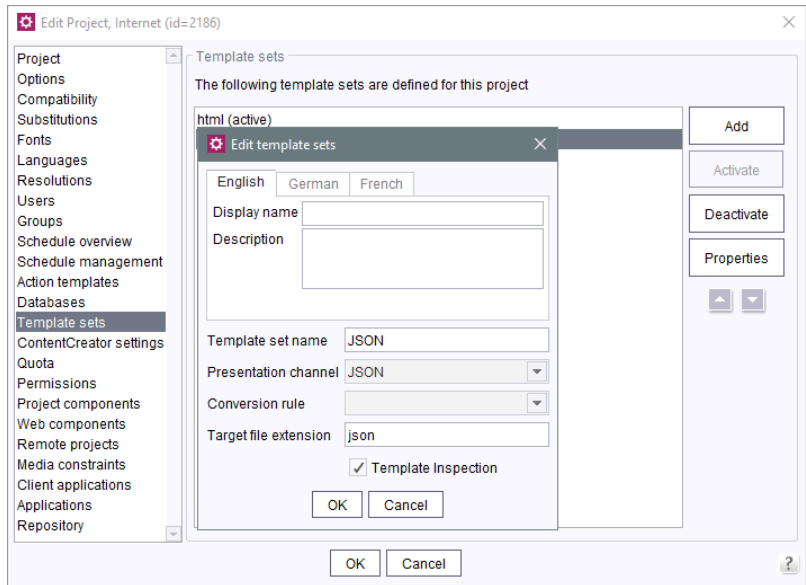 Edit Project, Internet (id=2186)
Project
Options
Compatibility
Substitutions
Fonts
Languages
Resolutions
Users
Groups
Schedule overview
Schedule management
Action templates
Databases
Template sets
ContentCreator settings
Quota
Permissions
Project components
Web components
Remote projects
Media constraints
Client applications
Applications
Repository
Template sets
The following template sets are defined for this project
html (active)
Add
Activate
Deactivate
Properties
Edit template sets
English German French
Display name
Description
Template set name JSON
Presentation channel JSON
Conversion rule
Target file extension json
Template Inspection
OK Cancel
OK Cancel
?